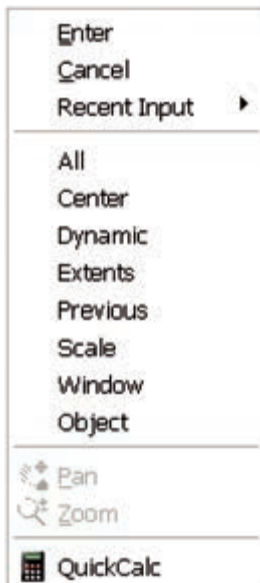 Enter
Cancel
Recent Input
All
Center
Dynamic
Extents
Previous
Scale
Window
Object
Pan
Zoom
QuickCalc